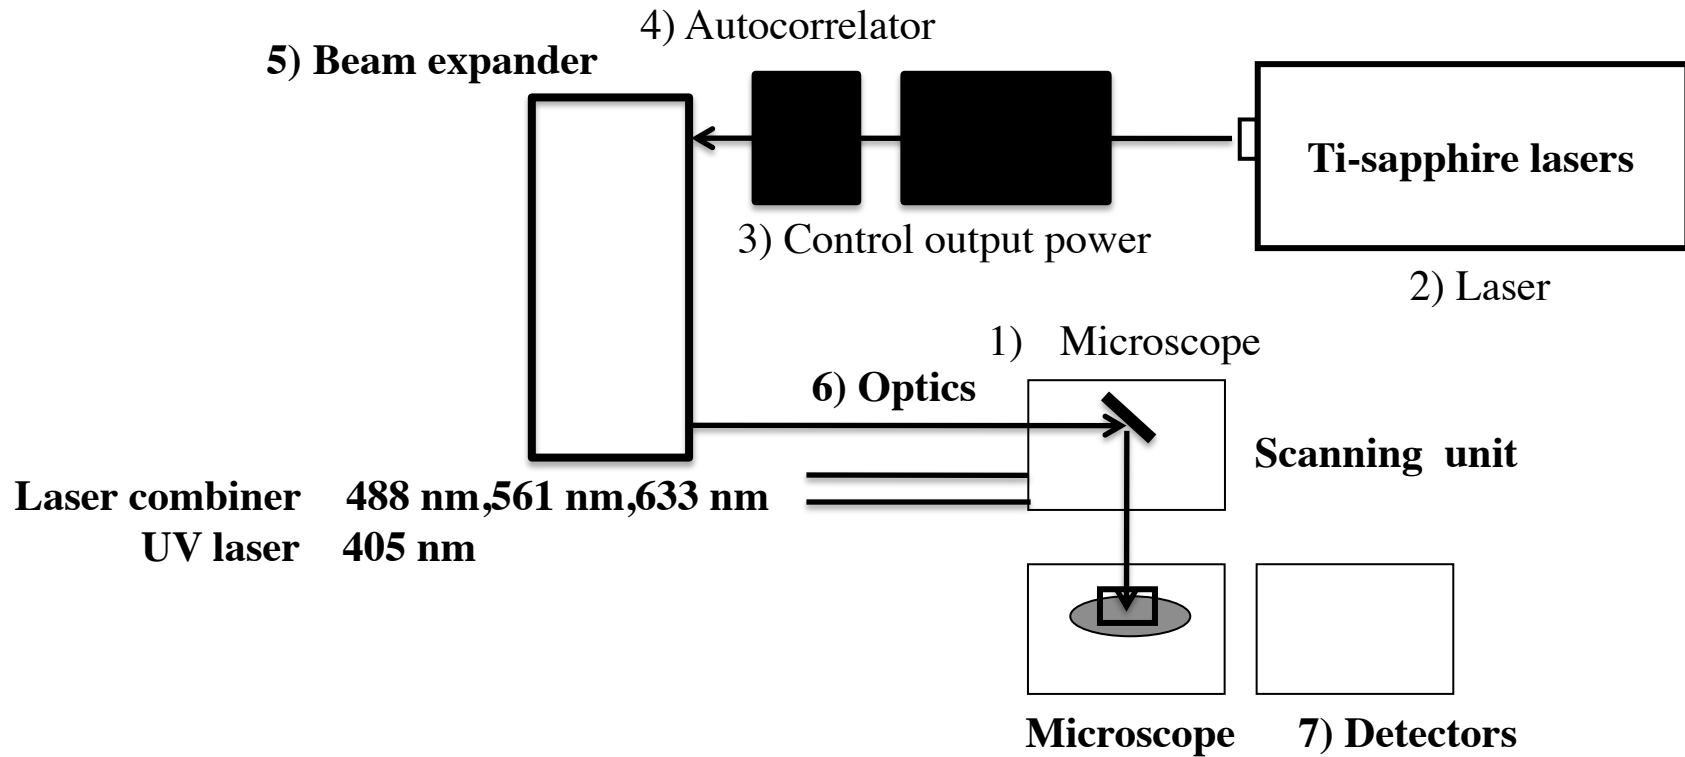 4) Autocorrelator
5) Beam expander
Ti-sapphire lasers
3) Control output power
2) Laser
1) Microscope
6) Optics
Scanning unit
Laser combiner 488 nm,561 nm,633 nm
UV laser 405 nm
Microscope 7) Detectors